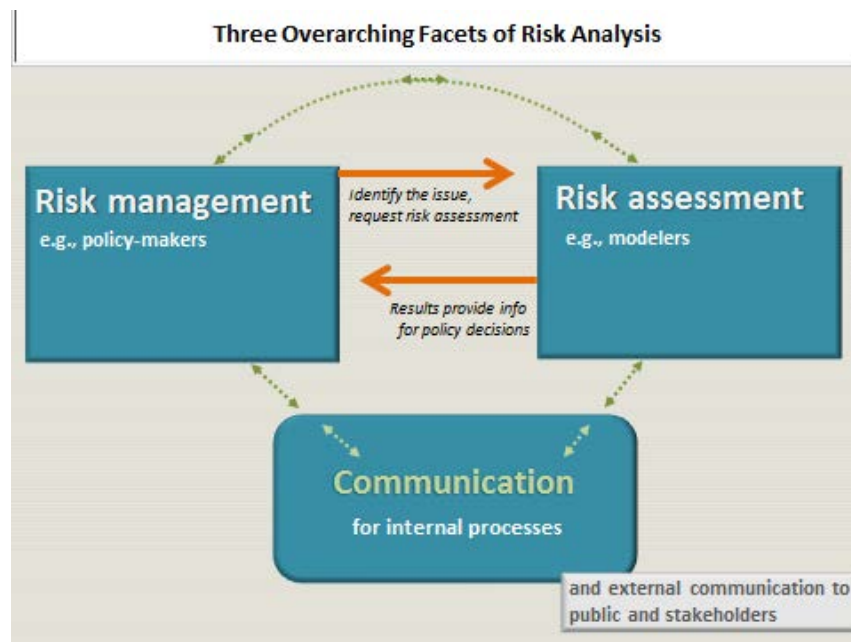 Three Overarching Facets of Risk Analysis
Risk management
e.g., policy-makers
Identify the issue,
request risk assessment
Risk assessment
e.g., modelers
Results provide info
for policy decisions
Communication
for internal processes
and external communication to
public and stakeholders